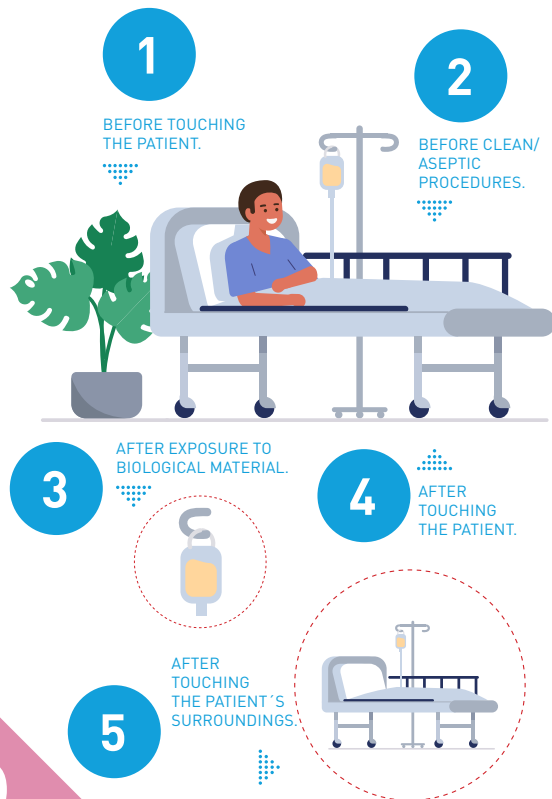 1
BEFORE TOUCHING
THE PATIENT.
2
BEFORE CLEAN/
ASEPTIC
PROCEDURES.
3
AFTER EXPOSURE TO
BIOLOGICAL MATERIAL.
4
AFTER
TOUCHING
THE PATIENT.
5
AFTER
TOUCHING
THE PATIENT´S
SURROUNDINGS.